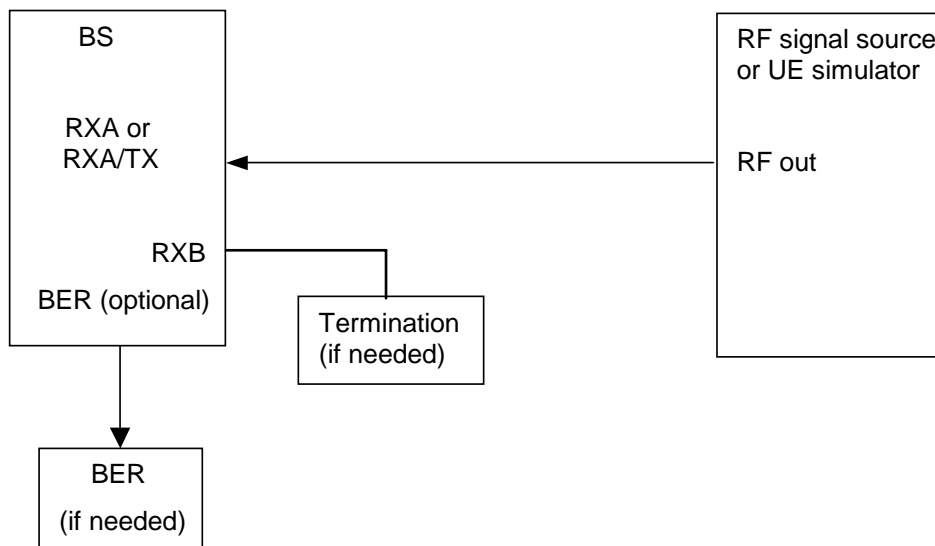 BS
RXA or
RXA/TX
RXB
BER (optional)
RF signal source
or UE simulator
RF out
Termination
(if needed)
BER
(if needed)